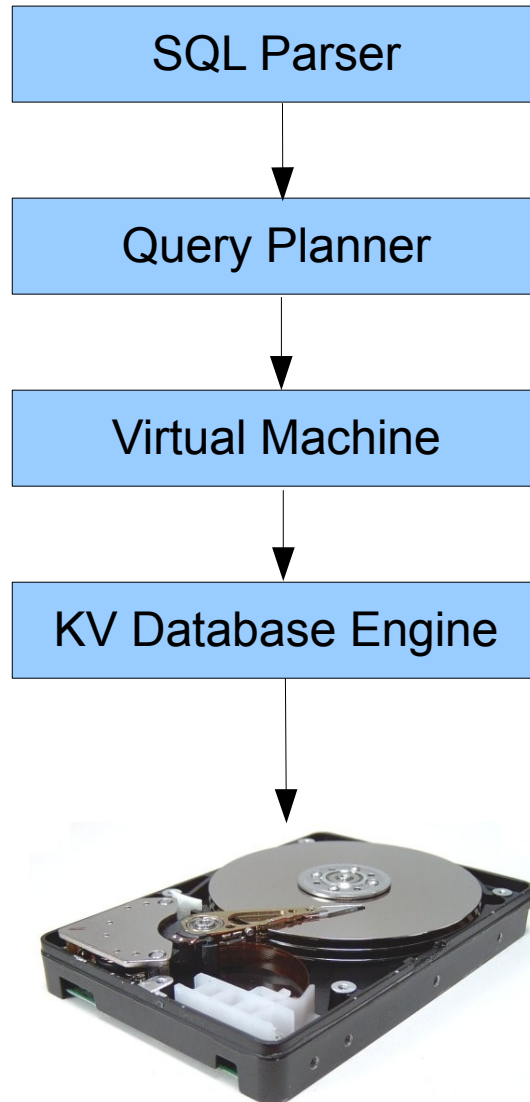 SQL Parser
Query Planner
Virtual Machine
KV Database Engine